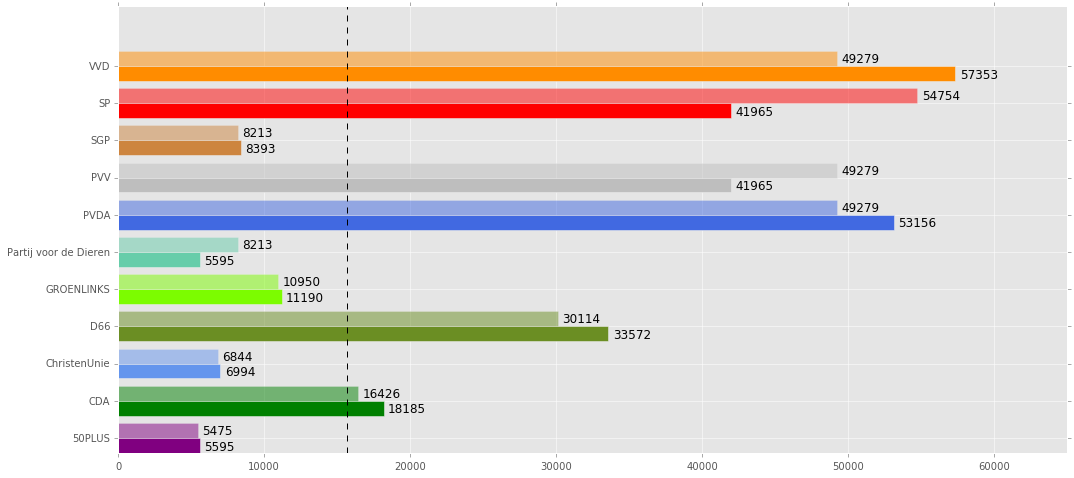 VVD 49279
57353
SP 54754
41965
SGP 8213
8393
PVV 49279
41965
PVDA 49279
53156
Partij voor de Dieren 8213
5595
GROENLINKS 10950
11190
D66 30114
33572
ChristenUnie 6844
6994
CDA 16426
18185
50PLUS 5475
5595
0 10000 20000 30000 40000 50000 60000